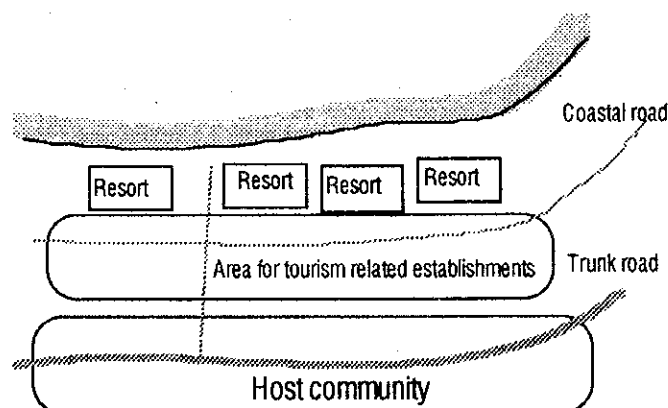 Coastal road
Resort
Resort
Resort
Resort
Area for tourism related establishments
Trunk road
Host community